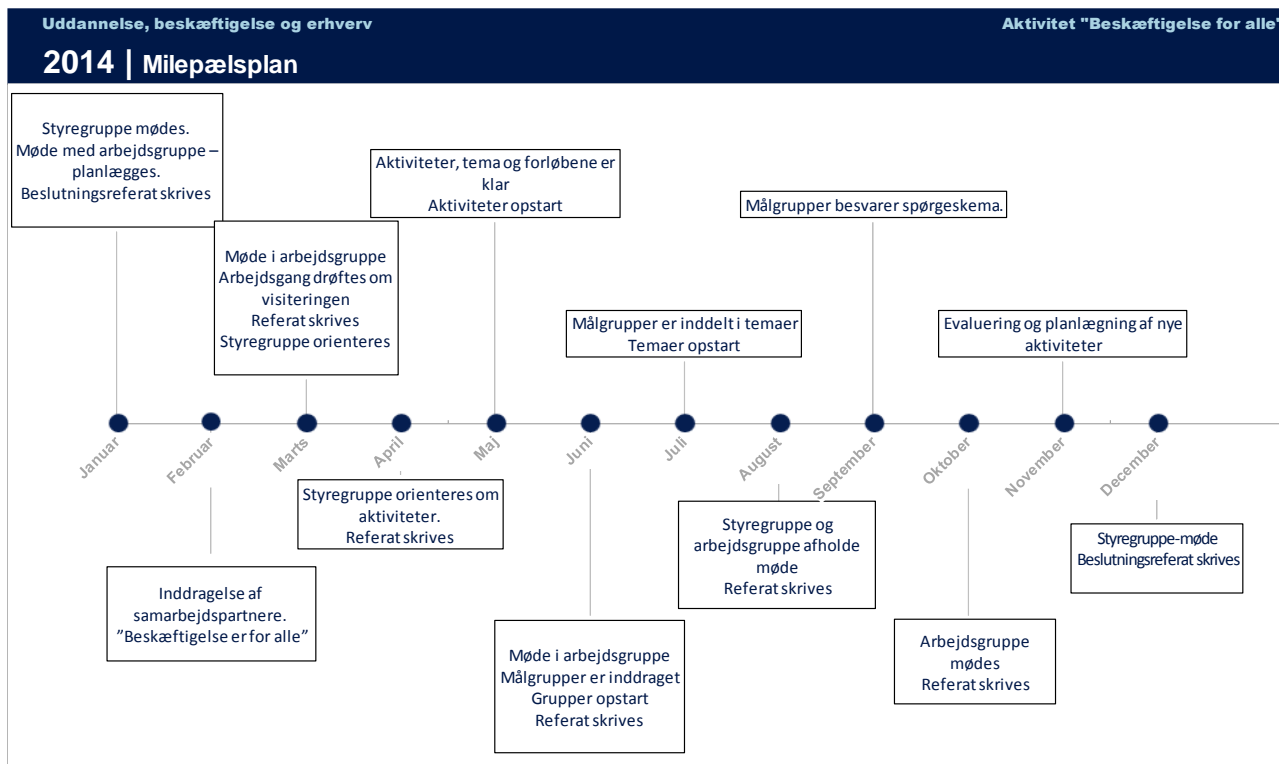 Uddannelse, beskæftigelse og erhverv
Aktivitet "Beskæftigelse for alle"
2014 | Milepælsplan
Styregruppe mødes.
Møde med arbejdsgruppe –
planlægges.
Beslutningsreferat skrives
Møde i arbejdsgruppe
Arbejdsgang drøftes om
visiteringen
Referat skrives
Styregruppe orienteres
Aktiviteter, tema og forløbene er
klar
Aktiviteter opstart
Målgrupper er inddelt i temaer
Temaer opstart
Målgrupper besvarer spørgeskema.
Evaluering og planlægning af nye
aktiviteter
Januar
Februar
Marts
April
Maj
Juni
Juli
August
September
Oktober
November
December
Inddragelse af
samarbejdspartnere.
”Beskæftigelse er for alle”
Styregruppe orienteres om
aktiviteter.
Referat skrives
Møde i arbejdsgruppe
Målgrupper er inddraget
Grupper opstart
Referat skrives
Styregruppe og
arbejdsgruppe afholde
møde
Referat skrives
Arbejdsgruppe
mødes
Referat skrives
Styregruppe-møde
Beslutningsreferat skrives